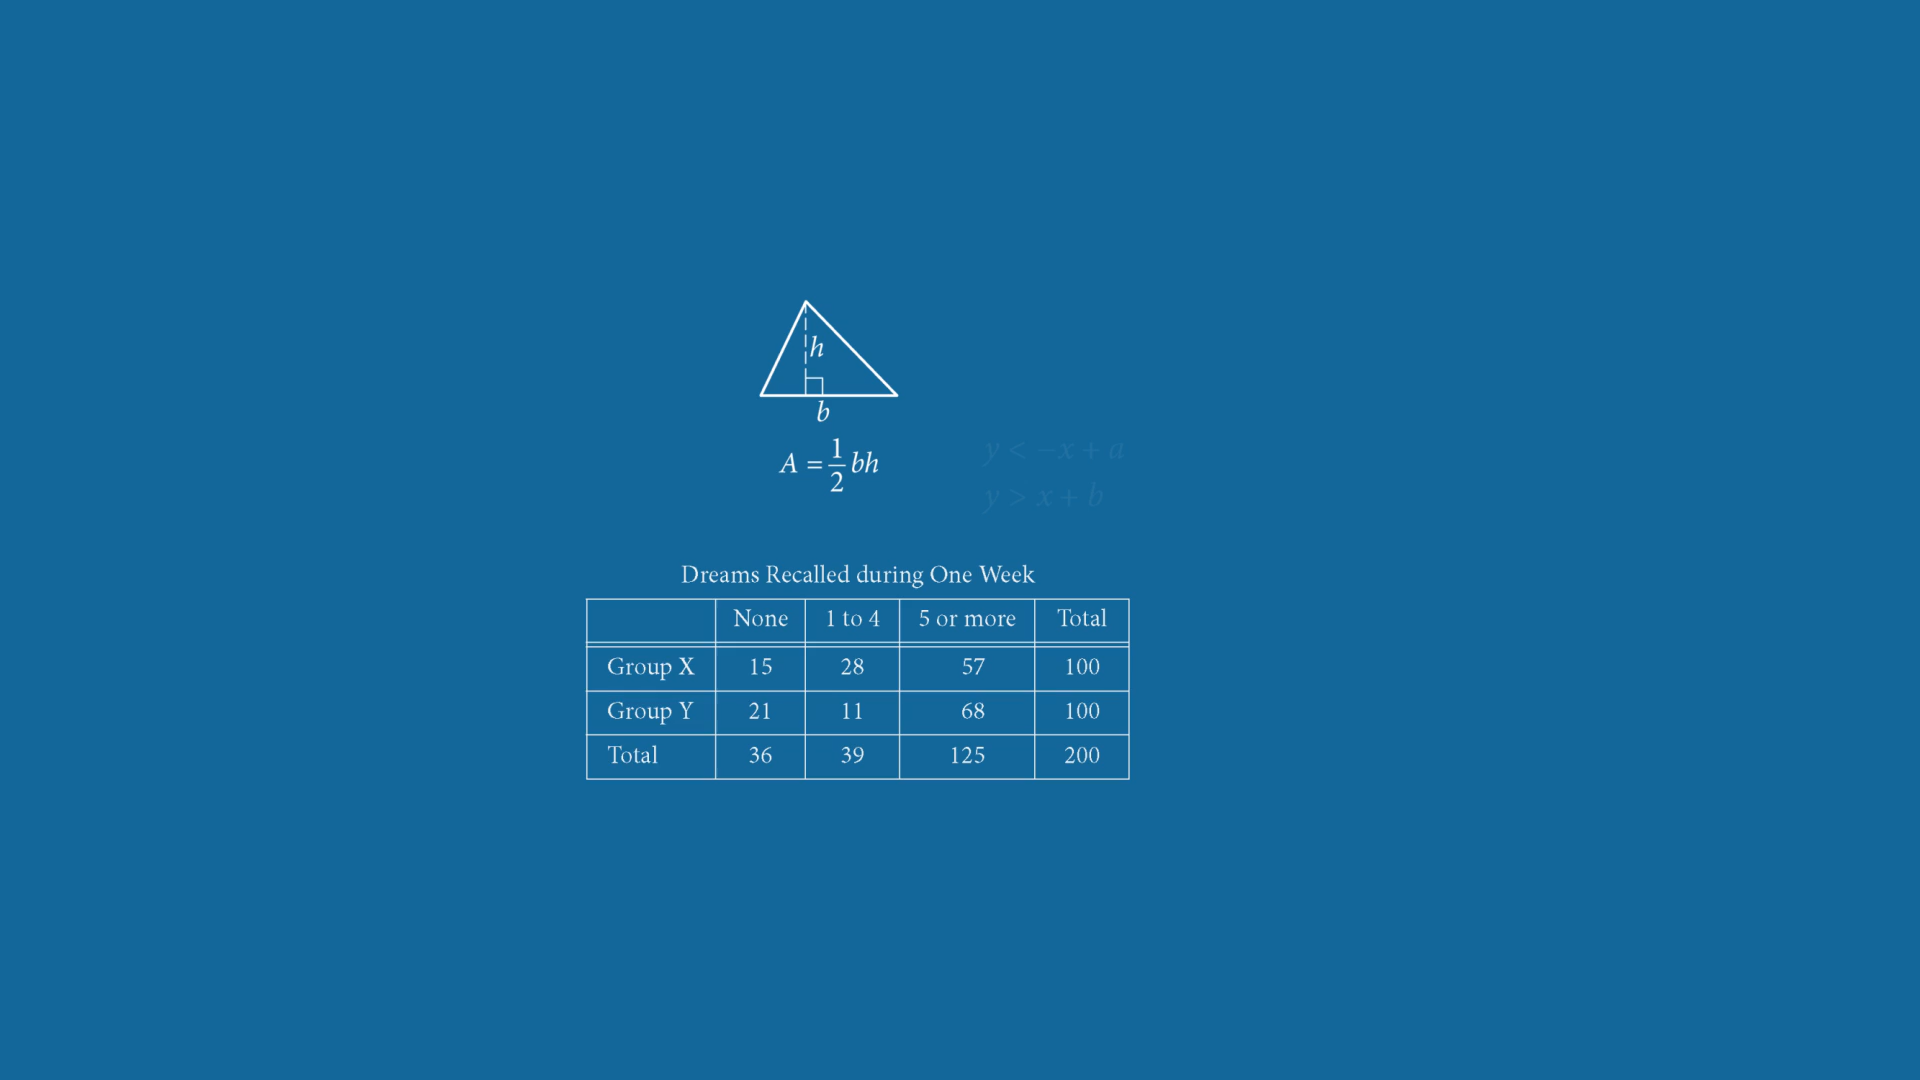 h
b
A = 1/2 bh
y < −x + a
y > x + b
Dreams Recalled during One Week
None 1 to 4 5 or more Total
Group X 15 28 57 100
Group Y 21 11 68 100
Total 36 39 125 200